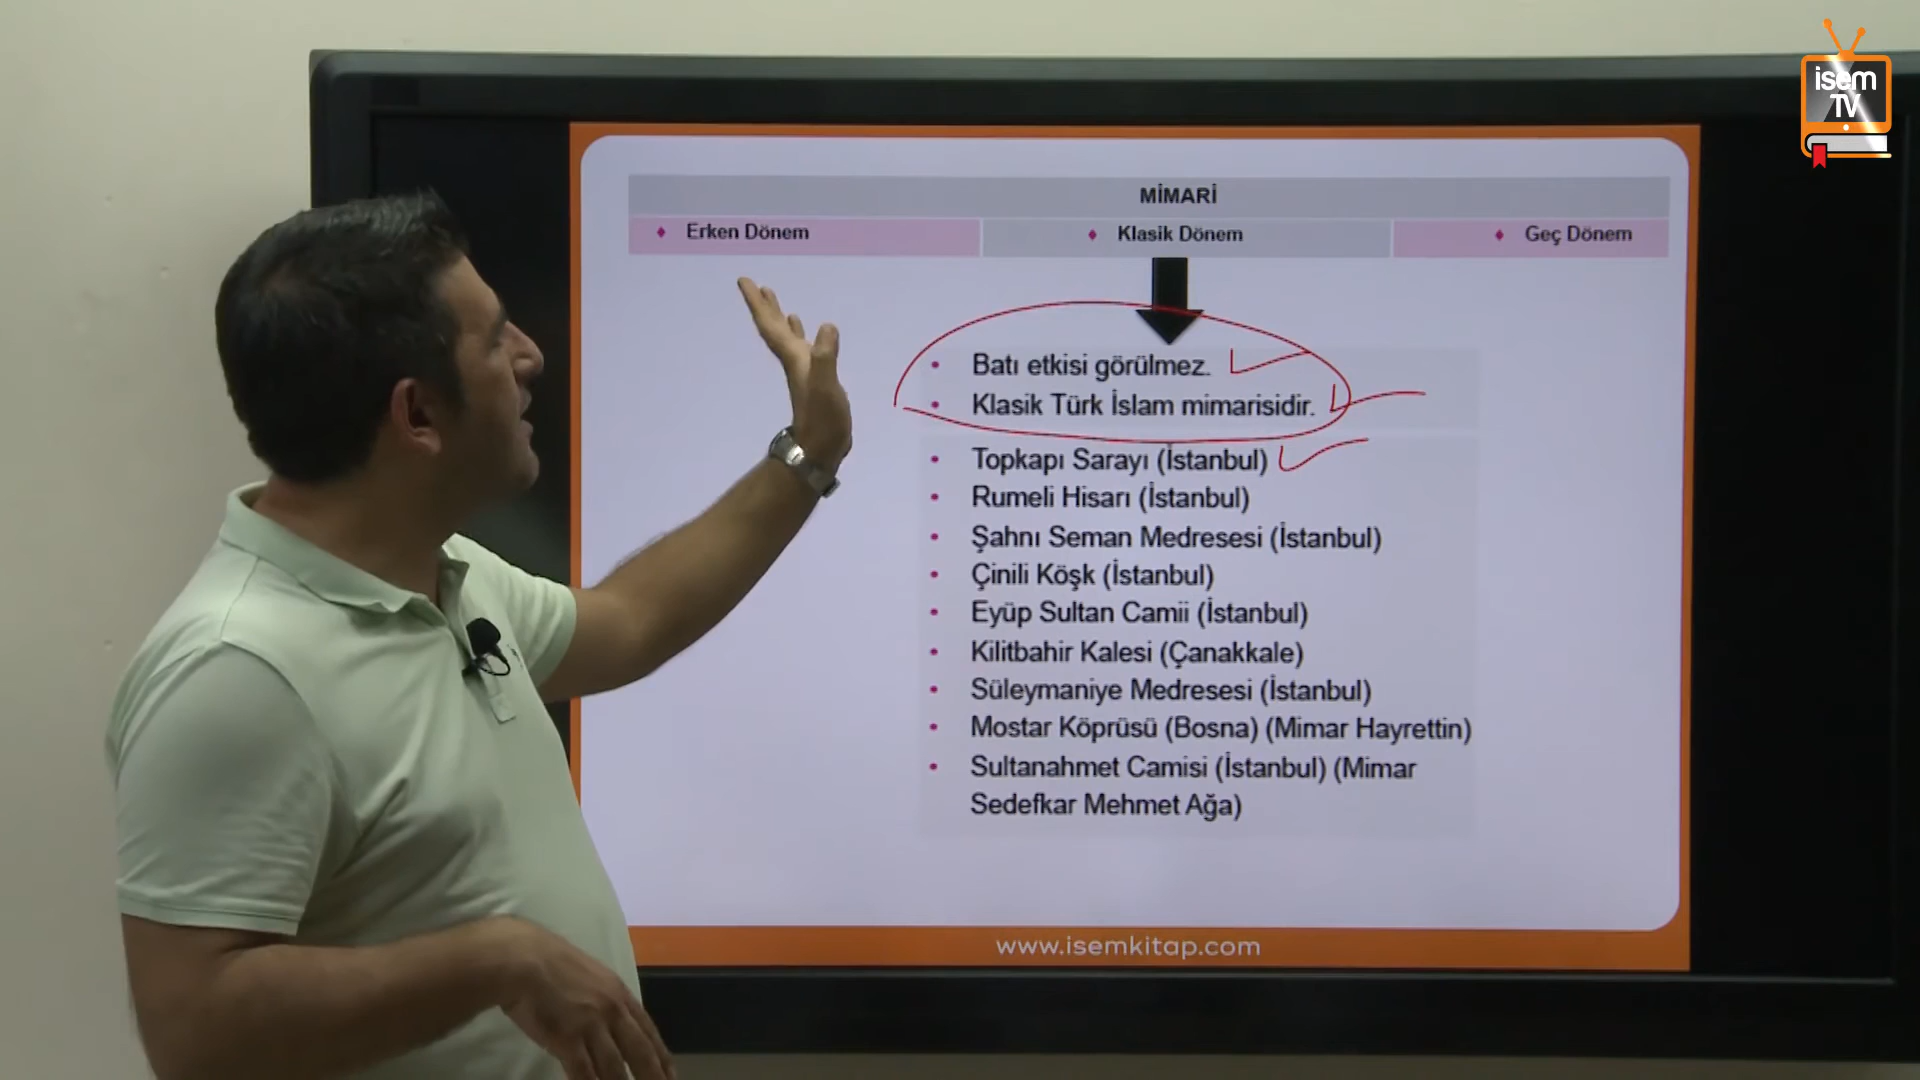 isem
TV
MİMARİ
Erken Dönem
Klasik Dönem
Geç Dönem
Batı etkisi görülmez.
Klasik Türk İslam mimarisidir.
Topkapı Sarayı (İstanbul)
Rumeli Hisarı (İstanbul)
Şahnı Seman Medresesi (İstanbul)
Çinili Köşk (İstanbul)
Eyüp Sultan Camii (İstanbul)
Kilitbahir Kalesi (Çanakkale)
Süleymaniye Medresesi (İstanbul)
Mostar Köprüsü (Bosna) (Mimar Hayrettin)
Sultanahmet Camisi (İstanbul) (Mimar
Sedefkar Mehmet Ağa)
www.isemkitap.com